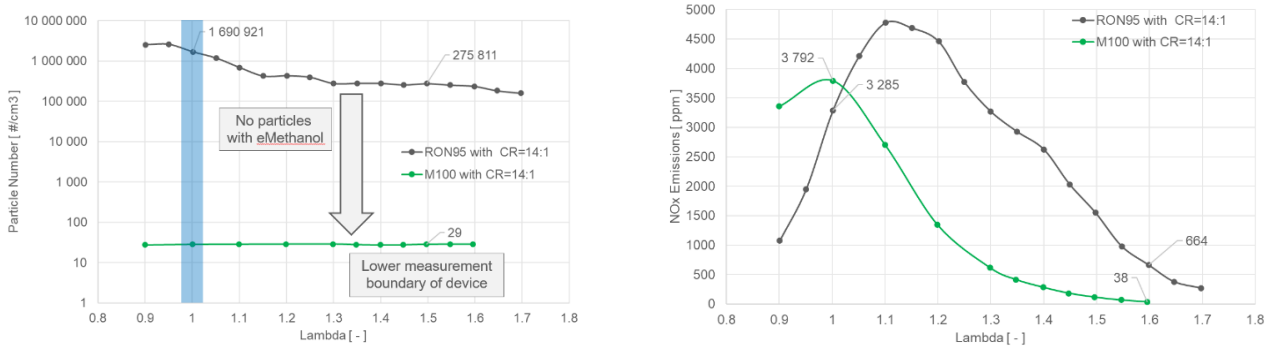 Particle Number [ #/cm3 ]
10 000 000
1 000 000
100 000
10 000
1 000
100
10
1
1 690 921
275 811
No particles
with eMethanol
RON95 with CR=14:1
M100 with CR=14:1
29
Lower measurement
boundary of device
0.8 0.9 1 1.1 1.2 1.3 1.4 1.5 1.6 1.7 1.8
Lambda [ - ]
NOx Emissions [ ppm ]
5000
4500
4000
3500
3000
2500
2000
1500
1000
500
0
RON95 with CR=14:1
M100 with CR=14:1
3 792
3 285
664
38
0.8 0.9 1 1.1 1.2 1.3 1.4 1.5 1.6 1.7 1.8
Lambda [ - ]